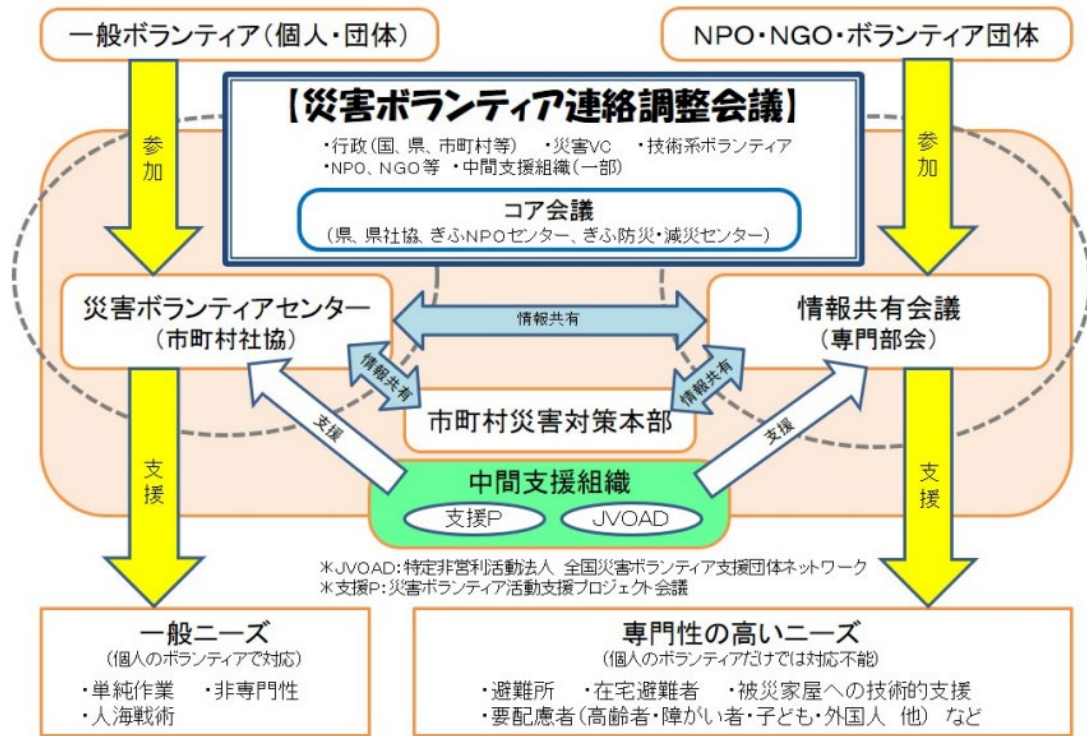 一般ボランティア(個人・団体)
NPO・NGO・ボランティア団体
【災害ボランティア連絡調整会議】
・行政(国、県、市町村等) ・災害VC ・技術系ボランティア
・NPO、NGO等 ・中間支援組織(一部)
コア会議
(県、県社協、ぎふNPOセンター、ぎふ防災・減災センター)
参加
参加
災害ボランティアセンター
(市町村社協)
情報共有
情報共有会議
(専門部会)
情報共有
情報共有
市町村災害対策本部
支援
支援
支援
支援
中間支援組織
支援P
JVOAD
*JVOAD:特定非営利活動法人 全国災害ボランティア支援団体ネットワーク
*支援P:災害ボランティア活動支援プロジェクト会議
一般ニーズ
(個人のボランティアで対応)
・単純作業 ・非専門性
・人海戦術
専門性の高いニーズ
(個人のボランティアだけでは対応不能)
・避難所 ・在宅避難者 ・被災家屋への技術的支援
・要配慮者(高齢者・障がい者・子ども・外国人 他) など